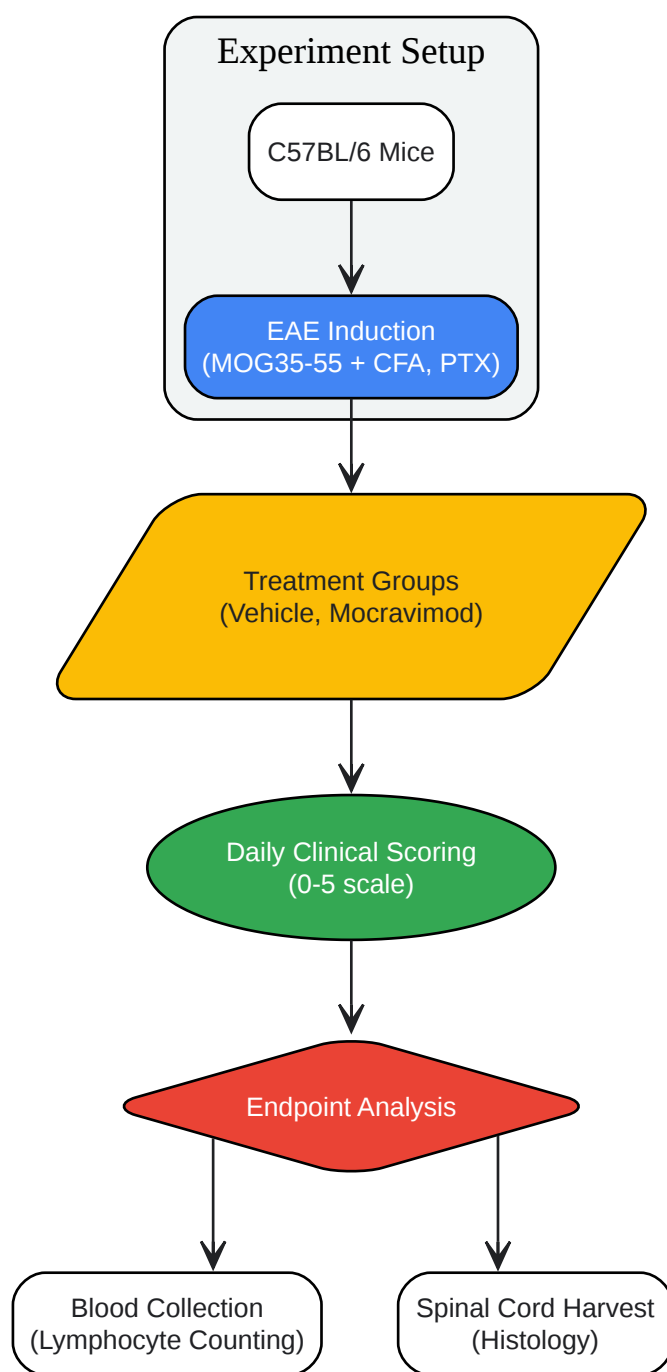 Experiment Setup
C57BL/6 Mice
EAE Induction
(MOG35-55 + CFA, PTX)
Treatment Groups
(Vehicle, Mocravimod)
Daily Clinical Scoring
(0-5 scale)
Endpoint Analysis
Blood Collection
(Lymphocyte Counting)
Spinal Cord Harvest
(Histology)